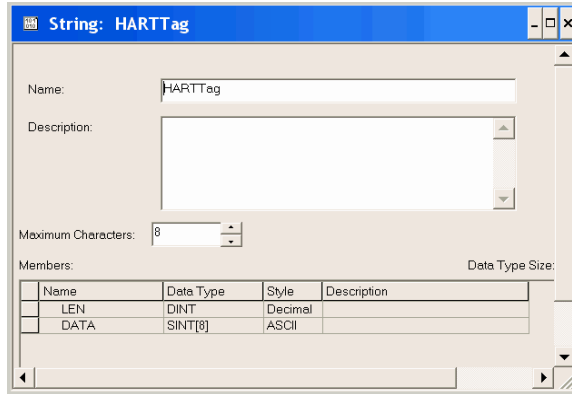 String: HARTTag
Name: HARTTag
Description:
Maximum Characters: 8
Members: Data Type Size:
Name Data Type Style Description
LEN DINT Decimal
DATA SINT[8] ASCII